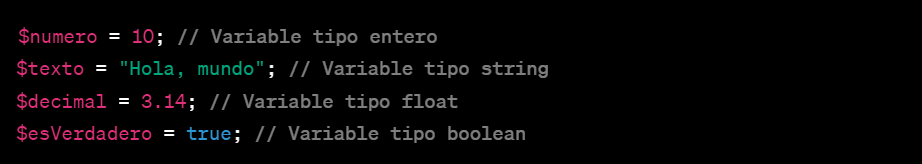 $numero = 10; // Variable tipo entero
$texto = "Hola, mundo"; // Variable tipo string
$decimal = 3.14; // Variable tipo float
$esVerdadero = true; // Variable tipo boolean